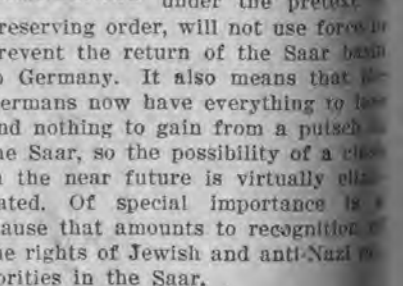 under the
reserving order, will not use force
revent the return of the Saar basin
o Germany. It also means that
ermans now have everything to
nd nothing to gain from a putsch
he Saar, so the possibility of a
n the near future is virtually
ated. Of special importance is
ause that amounts to recognition
he rights of Jewish and anti-Nazi
orities in the Saar.